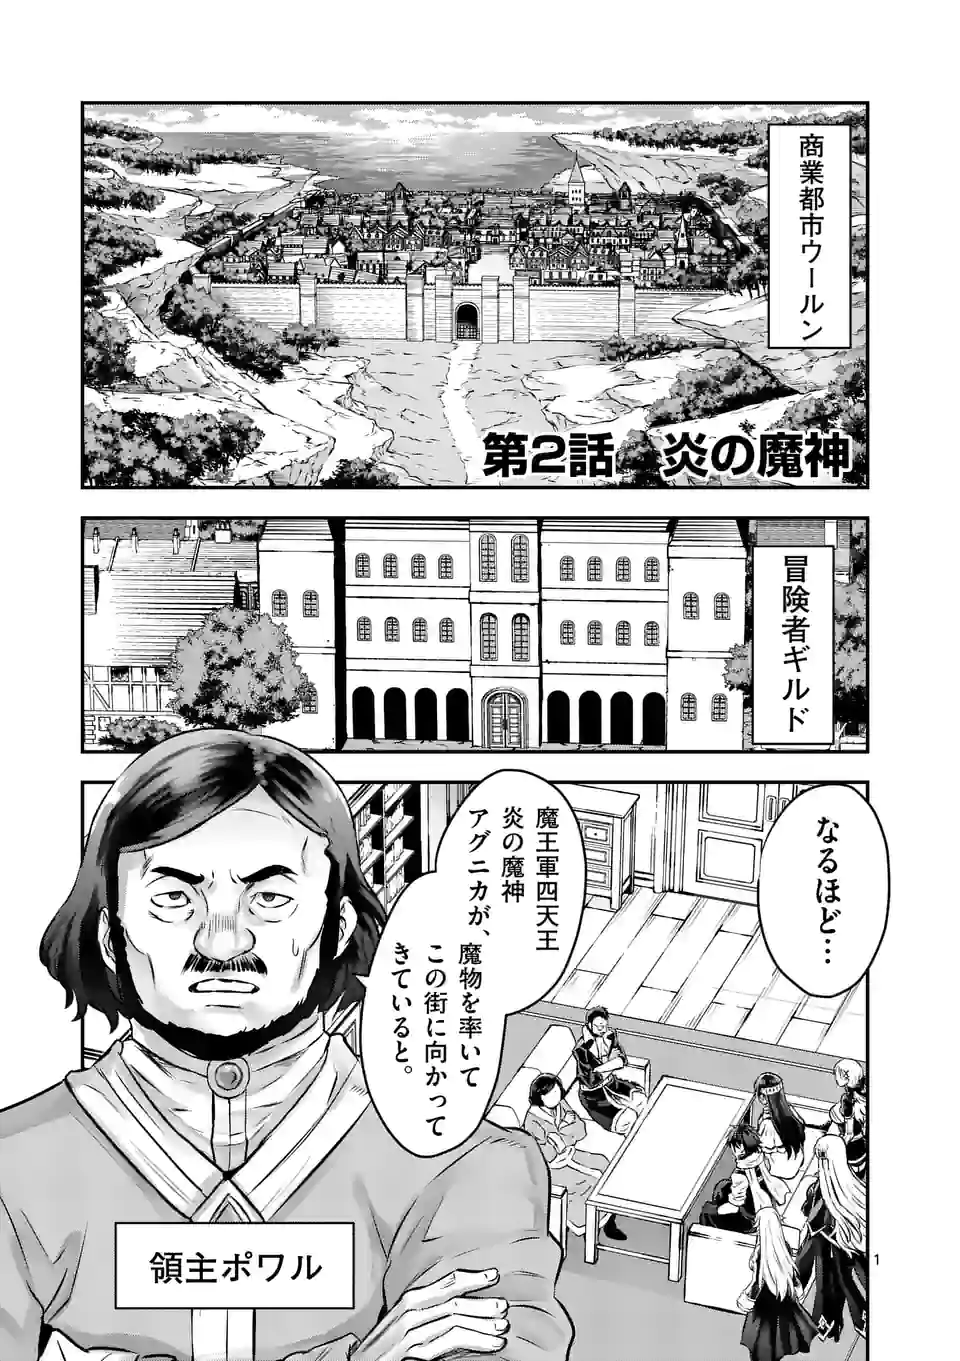 商業都市ウールン
第2話 炎の魔神
冒険者ギルド
なるほど…
魔王軍四天王
炎の魔神
アグニカが、
魔物を率いて
この街に向かって
きていると。
領主ポワル
1